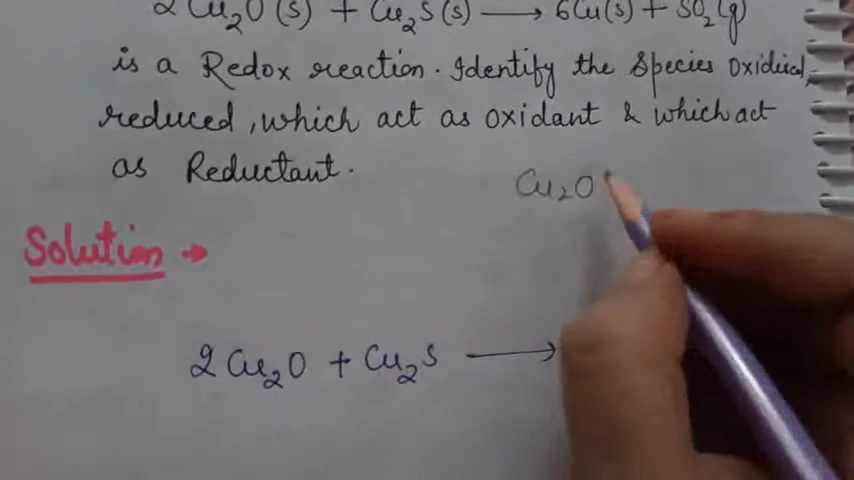 2Cu₂O(s) + Cu₂S(s) ⟶ 6Cu(s) + SO₂(g)
is a Redox reaction. Identify the Species oxidised,
reduced, which act as oxidant & which act
as Reductant.
Cu₂O
Solution →
2Cu₂O + Cu₂S ⟶